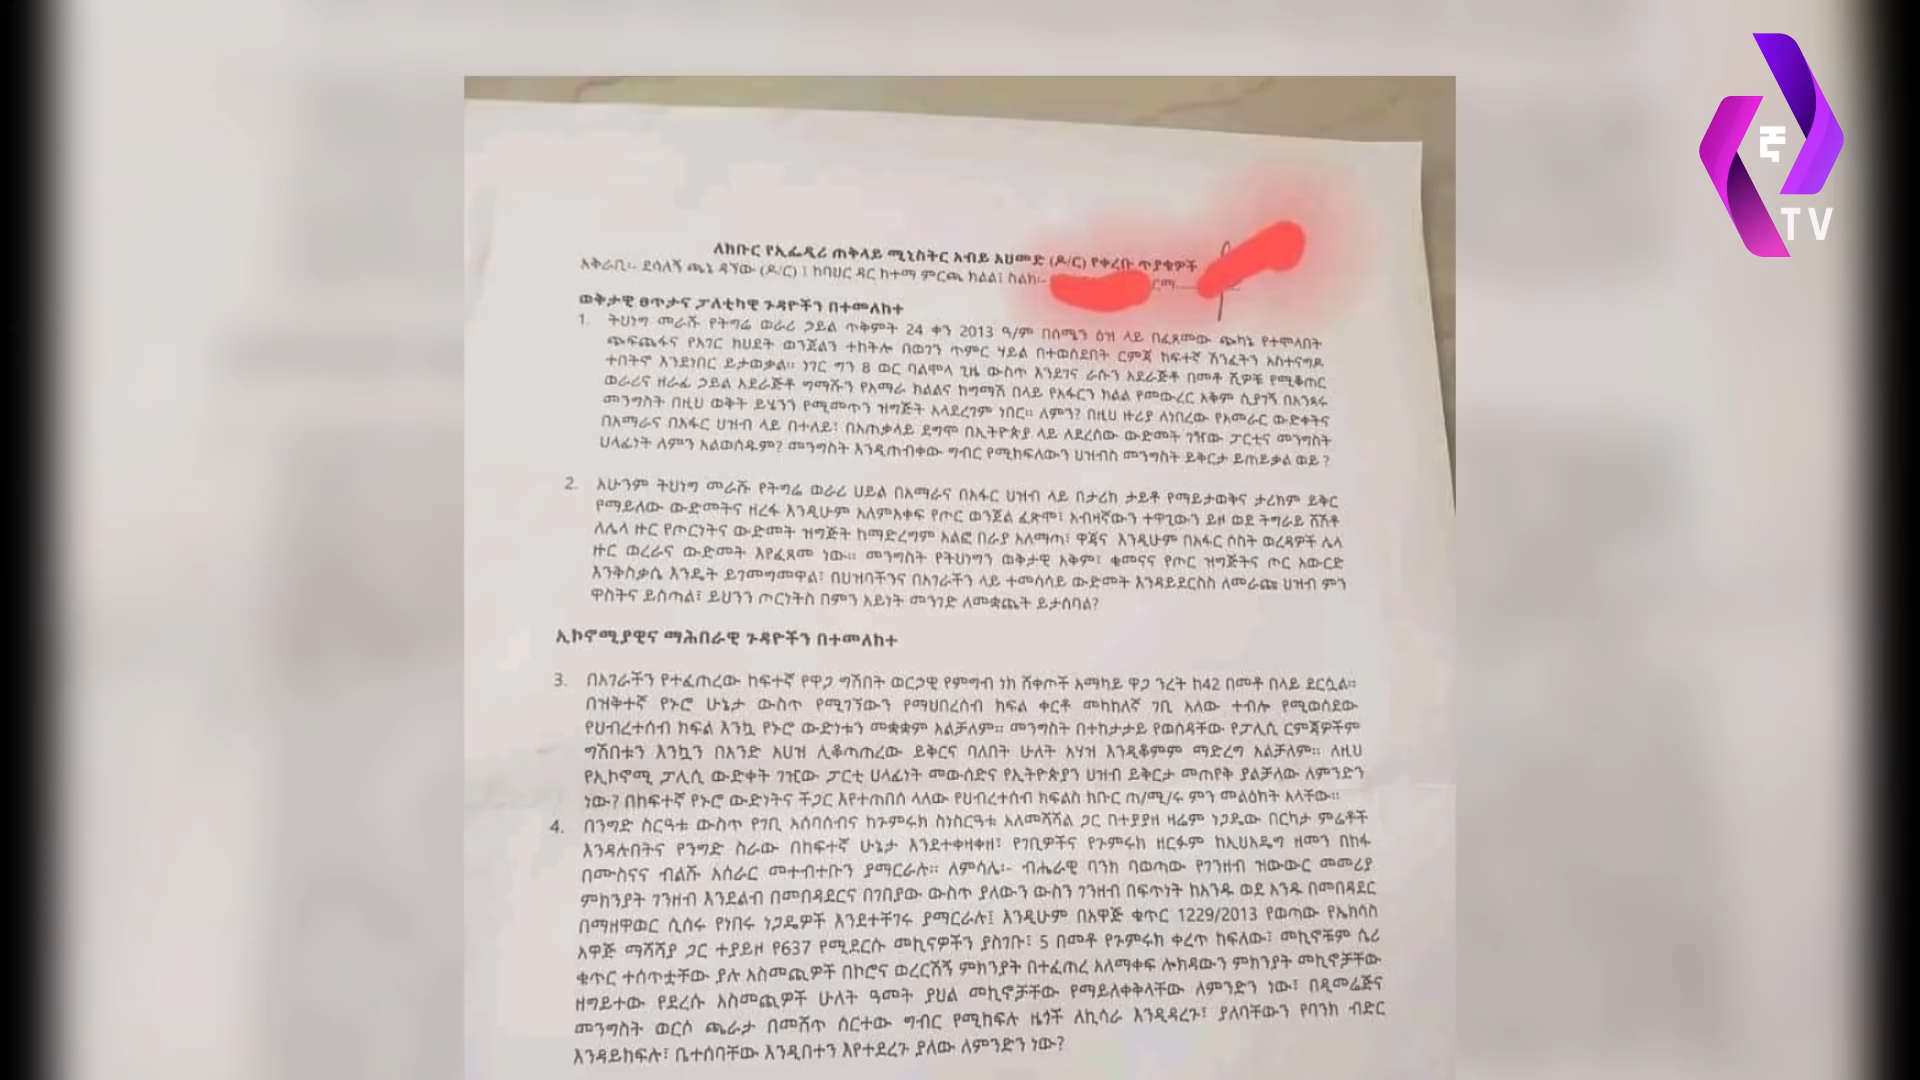 ለክቡር የኢፌዲሪ ጠቅላይ ሚኒስትር አብይ አህመድ (ዶ/ር) የቀረቡ ጥያቄዎች
አቅራቢ፡- ደሳለኝ ጫኔ ዳኘው (ዶ/ር) ፤ ከባህር ዳር ከተማ ምርጫ ክልል፤ ስልክ፡- ርማ
ወቅታዊ ፀጥታና ፓለቲካዊ ጉዳዮችን በተመለከተ
1. ትህነግ መራሹ የትግሬ ወራሪ ኃይል ጥቅምት 24 ቀን 2013 ዓ/ም በሰሜን ዕዝ ላይ በፈጸመው ጭካኔ የተሞላበት
ጭፍጨፋና የአገር ክህደት ወንጀልን ተከትሎ በወገን ጥምር ሃይል በተወሰደበት ርምጃ ከፍተኛ ሽንፈትን አስተናግዶ
ተበትኖ እንደነበር ይታወቃል። ነገር ግን 8 ወር ባልሞላ ጊዜ ውስጥ እንደገና ራሱን አደራጅቶ በመቶ ሺዎቹ የሚቆጠር
ወራሪና ዘራፊ ኃይል አደራጅቶ ግማሹን የአማራ ክልልና ከግማሽ በላይ የአፋርን ክልል የመውረር አቅም ሲያገኝ በአንጻሩ
መንግስት በዚህ ወቅት ይሄንን የሚመጥን ዝግጅት አላደረገም ነበር። ለምን? በዚህ ዙሪያ ለነበረው የአመራር ውድቀትና
በአማራና በአፋር ህዝብ ላይ በተለይ፣ በአጠቃላይ ደግሞ በኢትዮጵያ ላይ ለደረሰው ውድመት ገዥው ፓርቲና መንግስት
ሀላፊነት ለምን አልወሰዱም? መንግስት እንዲጠብቀው ግብር የሚከፍለውን ህዝብስ መንግስት ይቅርታ ይጠይቃል ወይ ?
2. አሁንም ትህነግ መራሹ የትግሬ ወራሪ ሀይል በአማራና በአፋር ህዝብ ላይ በታሪክ ታይቶ የማይታወቅና ታሪክም ይቅር
የማይለው ውድመትና ዘረፋ እንዲሁም አለምአቀፍ የጦር ወንጀል ፈጽሞ፣ አብዛኛውን ተዋጊውን ይዞ ወደ ትግራይ ሸሽቶ
ለሌላ ዙር የጦርነትና ውድመት ዝግጅት ከማድረግም አልፎ በራያ አለማጣ፣ ዋጃና እንዲሁም በአፋር ሶስት ወረዳዎች ሌላ
ዙር ወረራና ውድመት እየፈጸመ ነው። መንግስት የትህነግን ወቅታዊ አቅም፣ ቁመናና የጦር ዝግጅትና ጦር አውርድ
እንቅስቃሴ እንዴት ይገመግመዋል፣ በህዝባችንና በአገራችን ላይ ተመሳሳይ ውድመት እንዳይደርስስ ለመራጩ ህዝብ ምን
ዋስትና ይሰጣል፣ ይህንን ጦርነትስ በምን አይነት መንገድ ለመቋጨት ይታሰባል?
ኢኮኖሚያዊና ማሕበራዊ ጉዳዮችን በተመለከተ
3. በአገራችን የተፈጠረው ከፍተኛ የዋጋ ግሽበት ወርኃዊ የምግብ ነክ ሸቀጦች አማካይ ዋጋ ንረት ከ42 በመቶ በላይ ደርሷል።
በዝቅተኛ የኑሮ ሁኔታ ውስጥ የሚገኘውን የማህበረሰብ ክፍል ቀርቶ መካከለኛ ገቢ አለው ተብሎ የሚወሰደው
የህብረተሰብ ክፍል እንኳ የኑሮ ውድነቱን መቋቋም አልቻለም። መንግስት በተከታታይ የወሰዳቸው የፓሊሲ ርምጃዎችም
ግሽበቱን እንኳን በአንድ አሀዝ ሊቆጣጠረው ይቅርና ባለበት ሁለት አሃዝ እንዲቆምም ማድረግ አልቻለም። ለዚህ
የኢኮኖሚ ፓሊሲ ውድቀት ገዢው ፓርቲ ሀላፊነት መውሰድና የኢትዮጵያን ህዝብ ይቅርታ መጠየቅ ያልቻለው ለምንድን
ነው? በከፍተኛ የኑሮ ውድነትና ችጋር እየተጠበሰ ላለው የህብረተሰብ ክፍልስ ክቡር ጠ/ሚ/ሩ ምን መልዕክት አላቸው።
4. በንግድ ስርዓቱ ውስጥ የገቢ አሰባሰብና ከጉምሩክ ስነስርዓቱ አለመሻሻል ጋር በተያያዘ ዛሬም ነጋዴው በርካታ ምሬቶች
እንዳሉበትና የንግድ ስራው በከፍተኛ ሁኔታ እንደተቀዛቀዘ፣ የገቢዎችና የጉምሩክ ዘርፉም ከኢህአዴግ ዘመን በከፋ
በሙስናና ብልሹ አሰራር መተብተቡን ያማርራሉ። ለምሳሌ፡- ብሔራዊ ባንክ ባወጣው የገንዘብ ዝውውር መመሪያ
ምክንያት ገንዘብ እንደልብ በመበዳደርና በገበያው ውስጥ ያለውን ውስን ገንዘብ በፍጥነት ከአንዱ ወደ አንዱ በመበዳደር
በማዘዋወር ሲሰሩ የነበሩ ነጋዴዎች እንደተቸገሩ ያማርራሉ፤ እንዲሁም በአዋጅ ቁጥር 1229/2013 የወጣው የኤክሳስ
አዋጅ ማሻሻያ ጋር ተያይዞ የ637 የሚደርሱ መኪናዎችን ያስገቡ፣ 5 በመቶ የጉምሩክ ቀረጥ ከፍለው፣ መኪኖቹም ሴሪ
ቁጥር ተሰጥቷቸው ያሉ አስመጪዎች በኮሮና ወረርሽኝ ምክንያት በተፈጠረ አለማቀፍ ሎክዳውን ምክንያት መኪኖቻቸው
ዘግይተው የደረሱ አስመጪዎች ሁለት ዓመት ያህል መኪኖቻቸው የማይለቀቅላቸው ለምንድን ነው፣ በዲመሬጅና
መንግስት ወርሶ ጨራታ በመሸጥ ሰርተው ግብር የሚከፍሉ ዜጎች ለኪሳራ እንዲዳረጉ፣ ያለባቸውን የባንክ ብድር
እንዳይከፍሉ፣ ቤተሰባቸው እንዲበተን እየተደረጉ ያለው ለምንድን ነው?
ኛ
TV